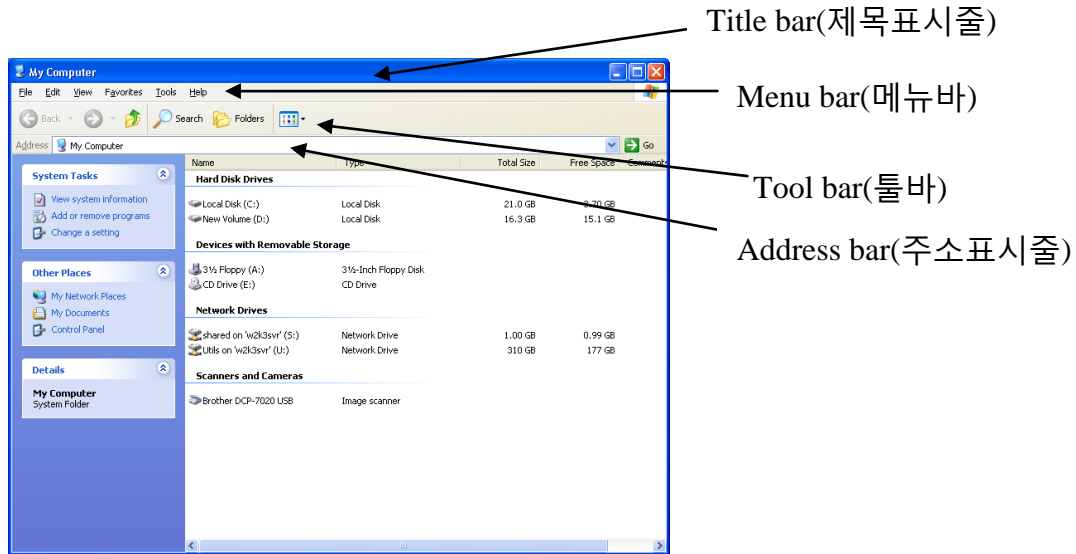 Title bar(제목표시줄)
My Computer
File Edit View Favorites Tools Help
Menu bar(메뉴바)
Back Search Folders
Address My Computer Go
Tool bar(툴바)
Address bar(주소표시줄)
Name Type Total Size Free Space Comments
System Tasks
View system information
Add or remove programs
Change a setting
Other Places
My Network Places
My Documents
Control Panel
Details
My Computer
System Folder
Hard Disk Drives
Local Disk (C:) Local Disk 21.0 GB 3.70 GB
New Volume (D:) Local Disk 16.3 GB 15.1 GB
Devices with Removable Storage
3½ Floppy (A:) 3½-Inch Floppy Disk
CD Drive (E:) CD Drive
Network Drives
shared on 'w2k3svr' (S:) Network Drive 1.00 GB 0.99 GB
Utils on 'w2k3svr' (U:) Network Drive 310 GB 177 GB
Scanners and Cameras
Brother DCP-7020 USB Image scanner